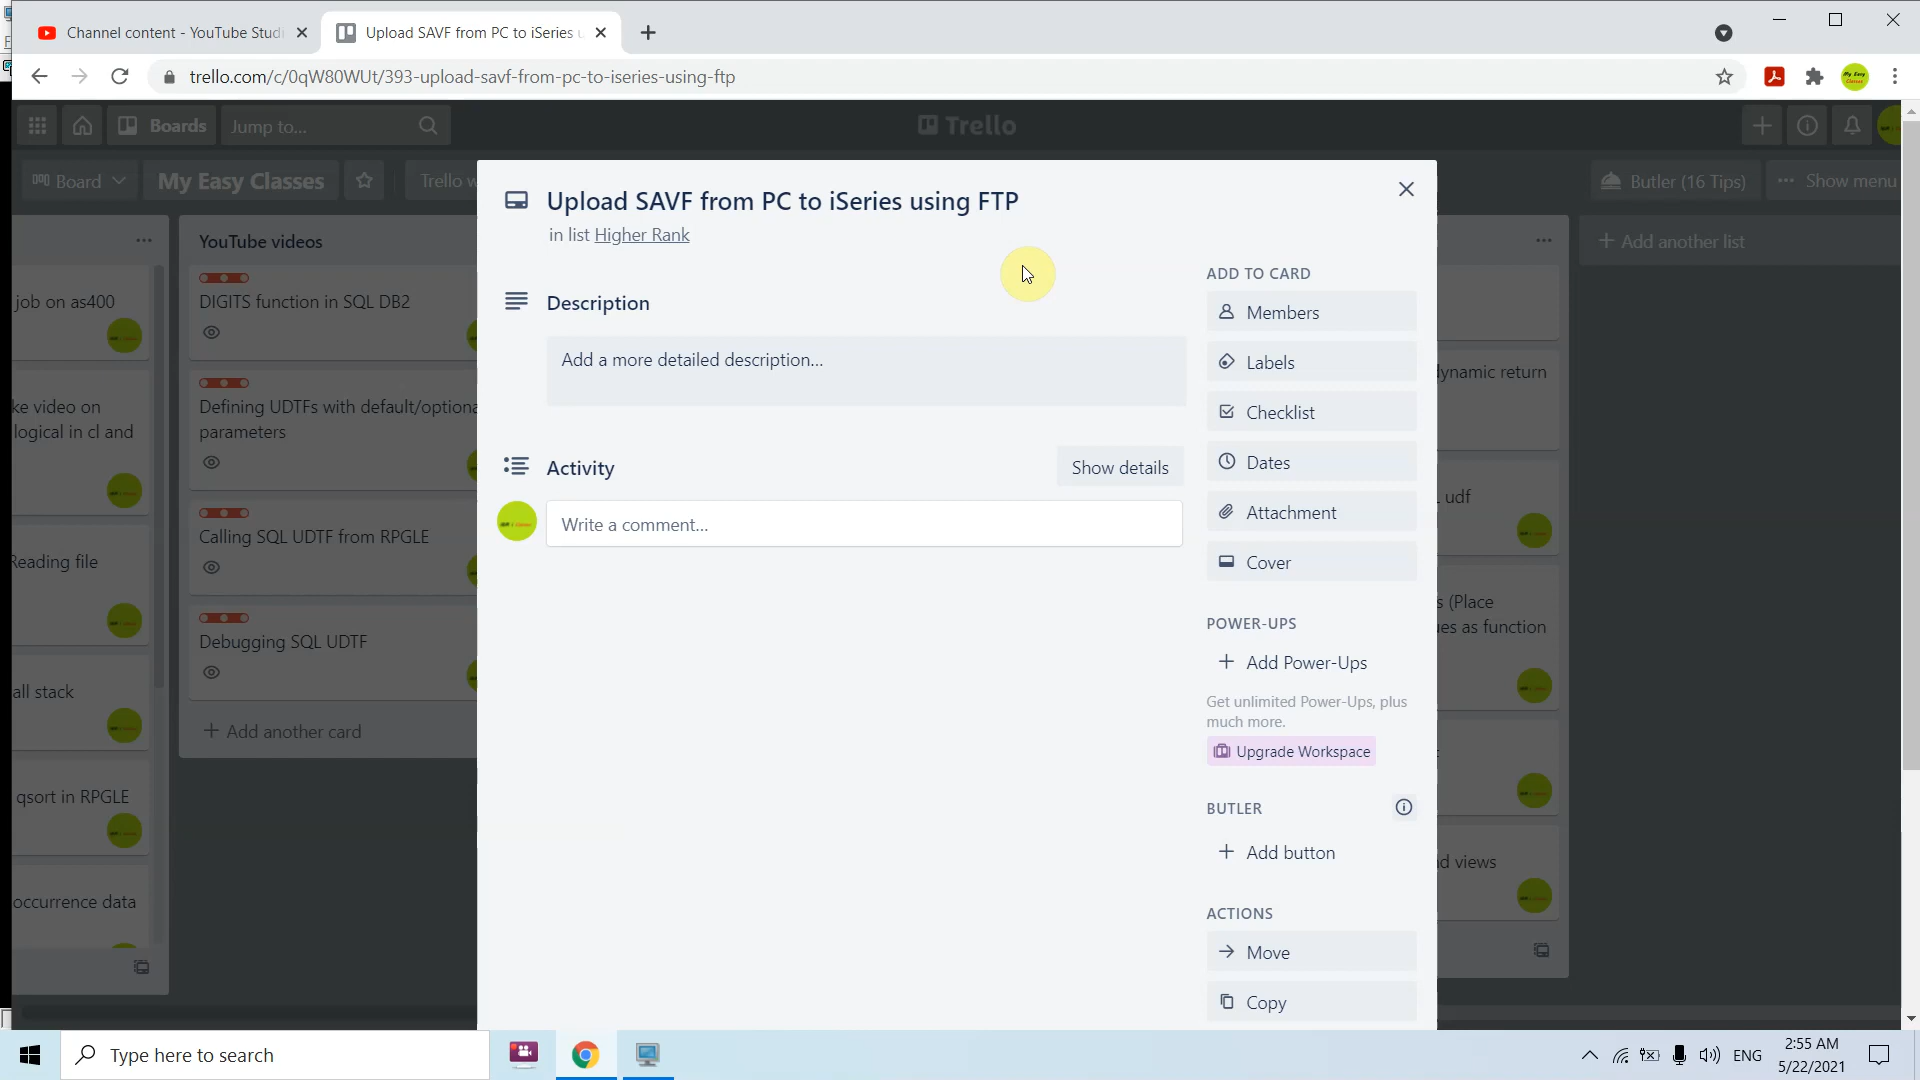 Channel content - YouTube Studi
Upload SAVF from PC to iSeries u
trello.com/c/0qW80WUt/393-upload-savf-from-pc-to-iseries-using-ftp
Boards
Jump to...
Trello
Board
My Easy Classes
Trello w
Butler (16 Tips)
Show menu
job on as400
ke video on
logical in cl and
Reading file
all stack
qsort in RPGLE
occurrence data
YouTube videos
DIGITS function in SQL DB2
Defining UDTFs with default/optiona
parameters
Calling SQL UDTF from RPGLE
Debugging SQL UDTF
+ Add another card
Upload SAVF from PC to iSeries using FTP
in list Higher Rank
Description
Add a more detailed description...
Activity
Show details
Write a comment...
ADD TO CARD
Members
Labels
Checklist
Dates
Attachment
Cover
POWER-UPS
+ Add Power-Ups
Get unlimited Power-Ups, plus
much more.
Upgrade Workspace
BUTLER
+ Add button
ACTIONS
Move
Copy
+ Add another list
dynamic return
udf
s (Place
ues as function
d views
Type here to search
ENG
2:55 AM
5/22/2021